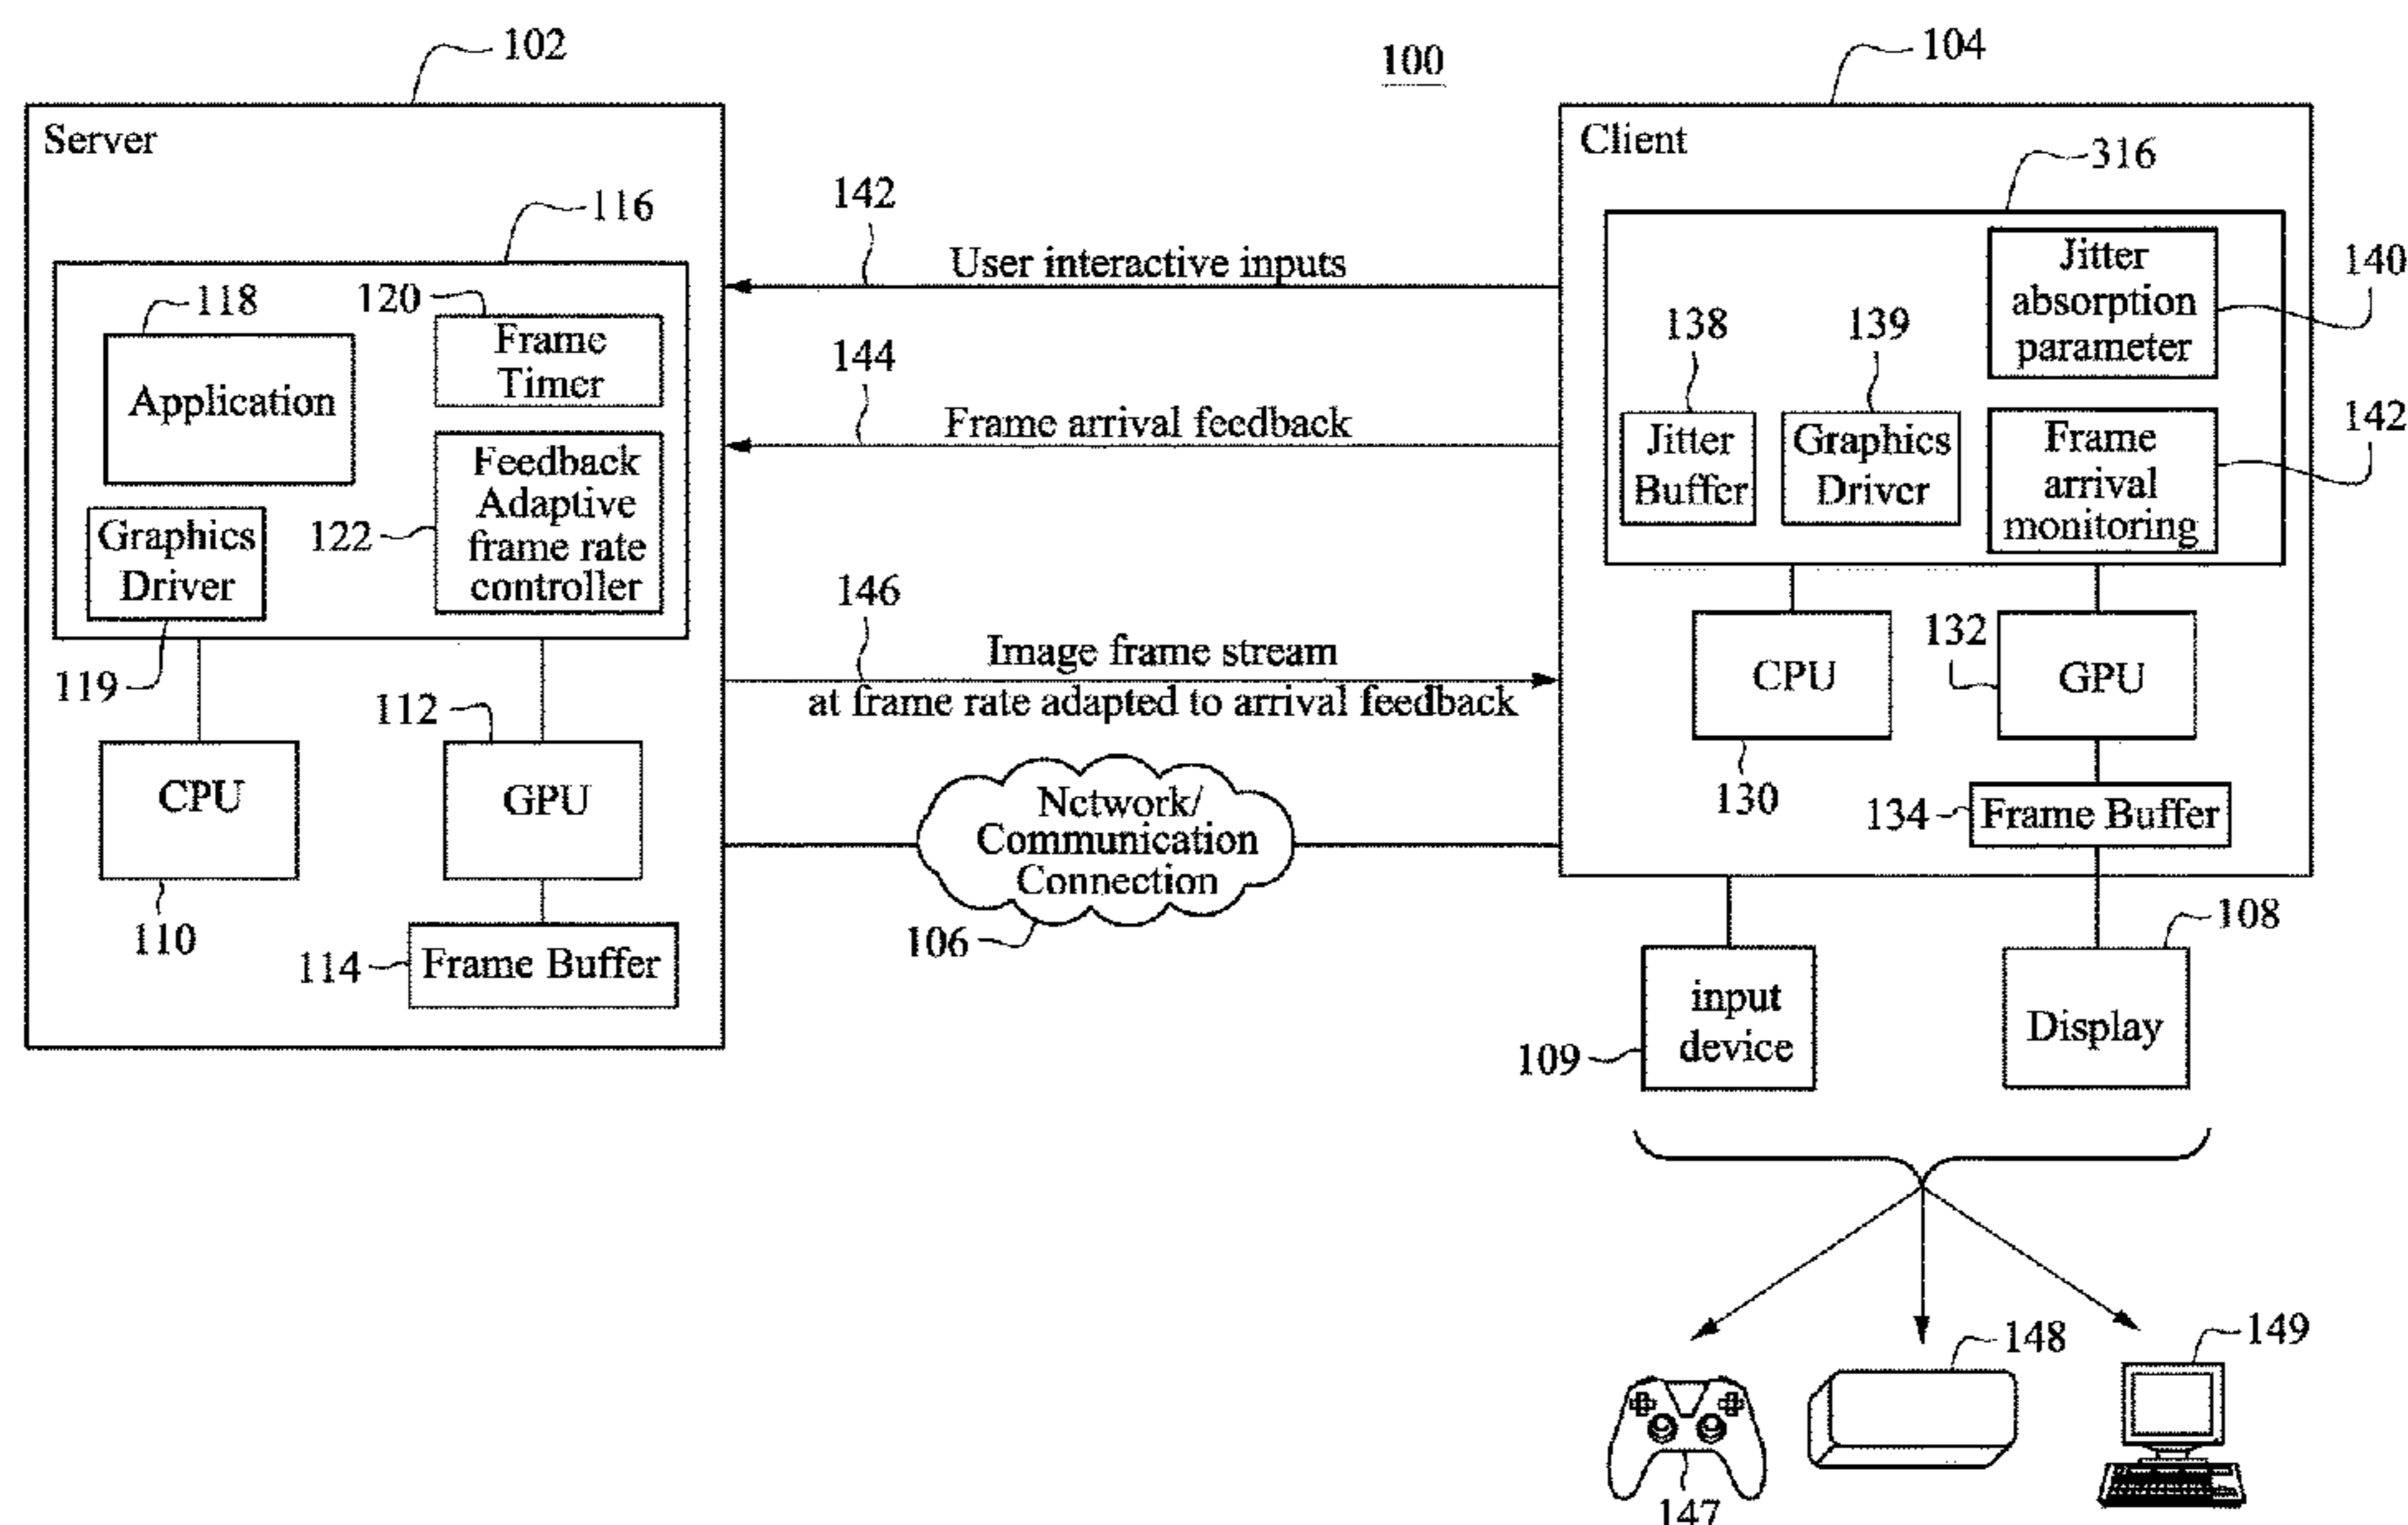 100
102
Server
116
118
Application
120
Frame
Timer
Feedback
Adaptive
frame rate
controller
122
Graphics
Driver
119
112
CPU
110
GPU
114
Frame Buffer
142
User interactive inputs
144
Frame arrival feedback
146
Image frame stream
at frame rate adapted to arrival feedback
Network/
Communication
Connection
106
104
Client
316
Jitter
absorption
parameter
140
138
Jitter
Buffer
139
Graphics
Driver
Frame
arrival
monitoring
142
CPU
130
132
GPU
134
Frame Buffer
input
device
109
108
Display
147
148
149